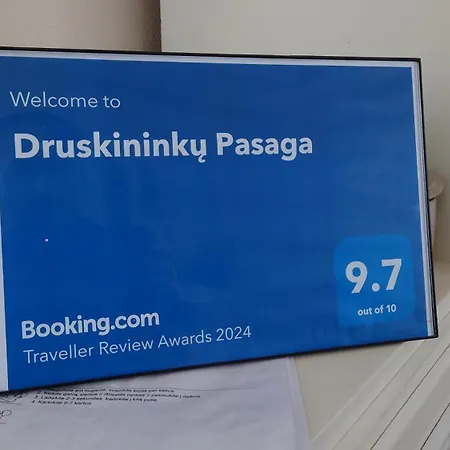 Welcome to
Druskininkų Pasaga
9.7
out of 10
Booking.com
Traveller Review Awards 2024